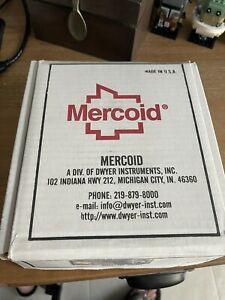 MADE IN U.S.A.
Mercoid®
MERCOID
A DIV. OF DWYER INSTRUMENTS, INC.
102 INDIANA HWY 212, MICHIGAN CITY, IN. 46360
PHONE: 219-879-8000
e-mail: info@dwyer-inst.com
http://www.dwyer-inst.com